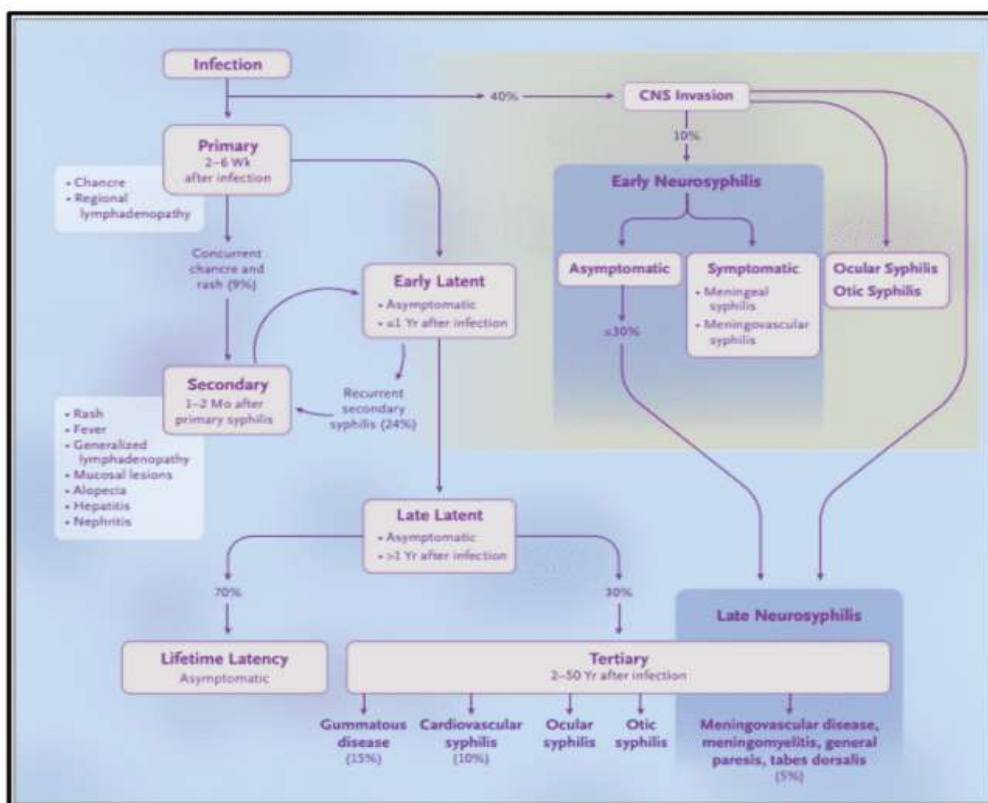 Infection
40%
CNS Invasion
10%
Primary
2–6 Wk
after infection
• Chancre
• Regional
lymphadenopathy
Concurrent
chancre and
rash (9%)
Early Latent
• Asymptomatic
• ≤1 Yr after infection
Secondary
1–2 Mo after
primary syphilis
Recurrent
secondary
syphilis (24%)
• Rash
• Fever
• Generalized
lymphadenopathy
• Mucosal lesions
• Alopecia
• Hepatitis
• Nephritis
Early Neurosyphilis
Asymptomatic
≤30%
Symptomatic
• Meningeal
syphilis
• Meningovascular
syphilis
Ocular Syphilis
Otic Syphilis
Late Latent
• Asymptomatic
• >1 Yr after infection
70%
30%
Lifetime Latency
Asymptomatic
Late Neurosyphilis
Tertiary
2–50 Yr after infection
Gummatous
disease
(15%)
Cardiovascular
syphilis
(10%)
Ocular
syphilis
Otic
syphilis
Meningovascular disease,
meningomyelitis, general
paresis, tabes dorsalis
(5%)